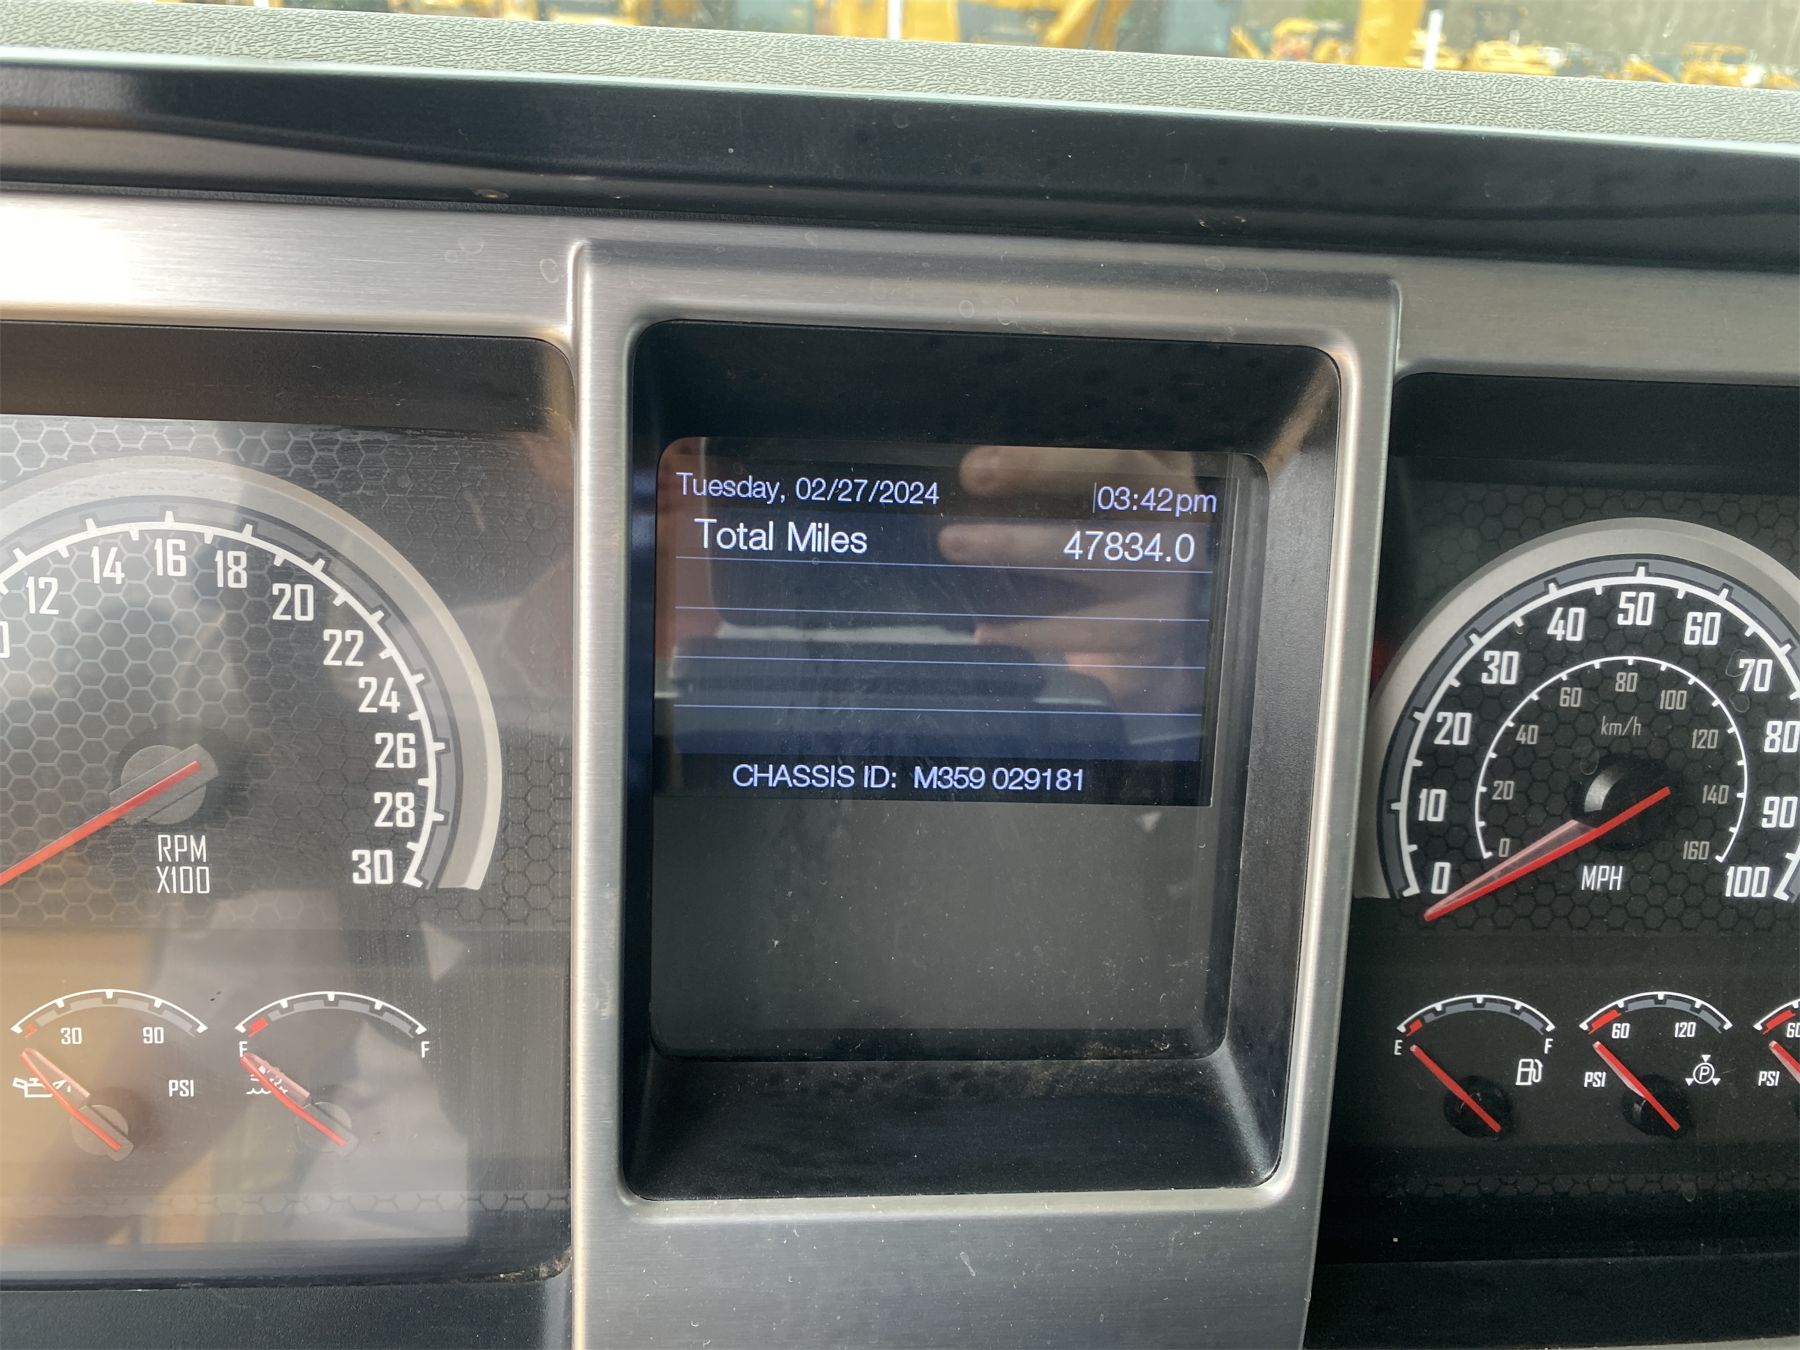 Tuesday, 02/27/2024 03:42pm
Total Miles 47834.0
CHASSIS ID: M359 029181
12 14 16 18 20 22 24 26 28 30
RPM
X100
0 10 20 30 40 50 60 70 80 90 100
MPH
0 20 40 60 80 100 120 140 160
km/h
30 90
PSI
F
E F
60 120
PSI
P
60
PSI